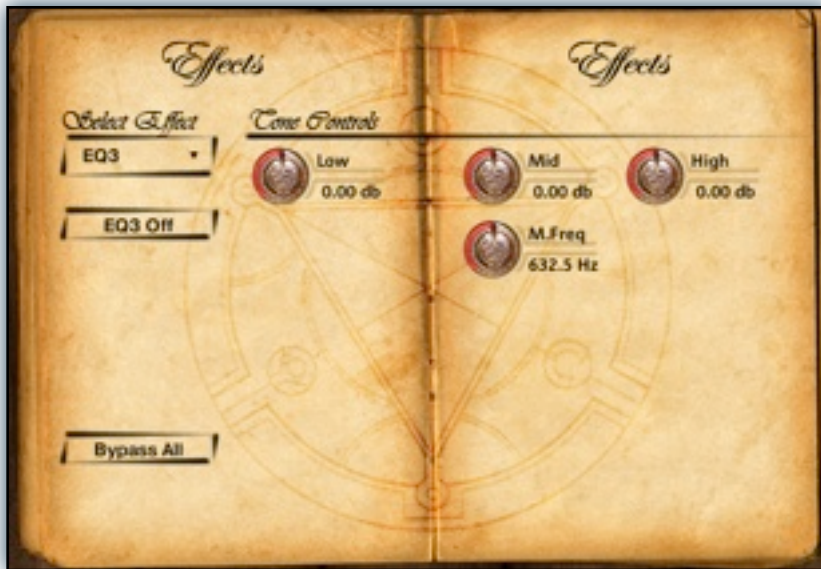 Effects
Select Effect
EQ3
EQ3 Off
Bypass All
Tone Controls
Low
0.00 db
Effects
Mid
0.00 db
High
0.00 db
M.Freq
632.5 Hz